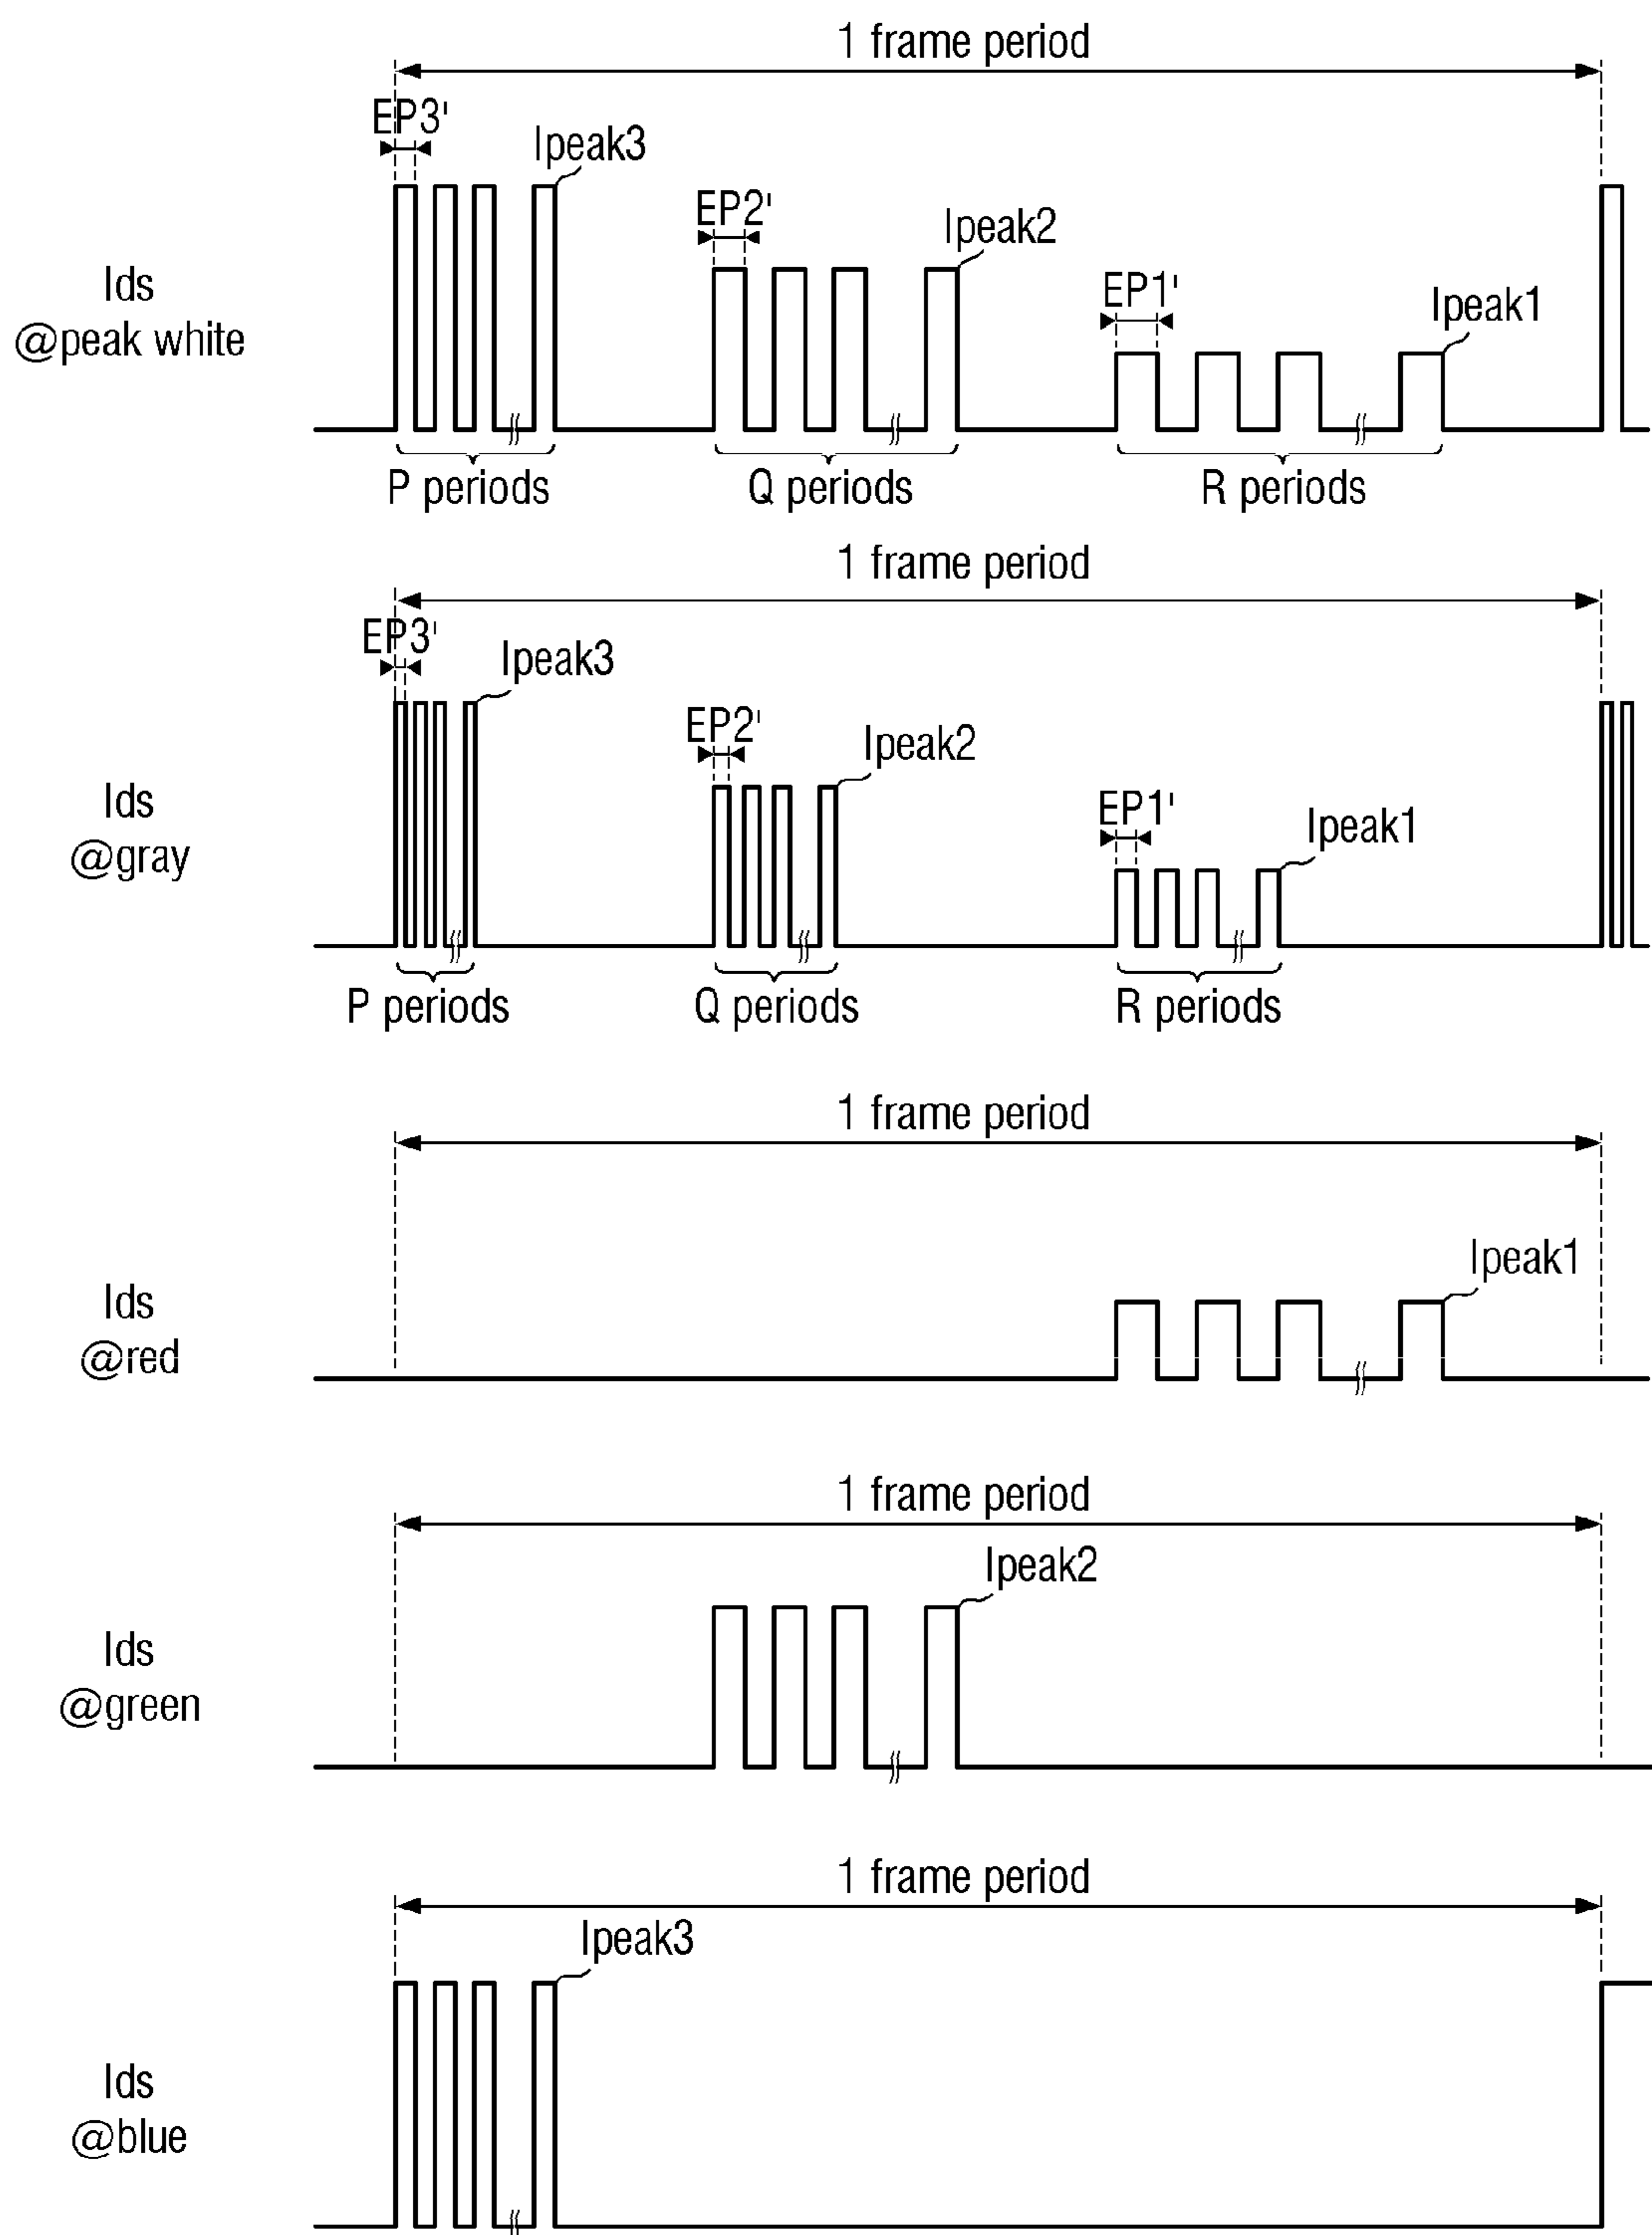 1 frame period
EP3'
Ipeak3
EP2'
Ipeak2
EP1'
Ipeak1
Ids
@peak white
P periods
Q periods
R periods
1 frame period
EP3'
Ipeak3
EP2'
Ipeak2
EP1'
Ipeak1
Ids
@gray
P periods
Q periods
R periods
1 frame period
Ipeak1
Ids
@red
1 frame period
Ipeak2
Ids
@green
1 frame period
Ipeak3
Ids
@blue